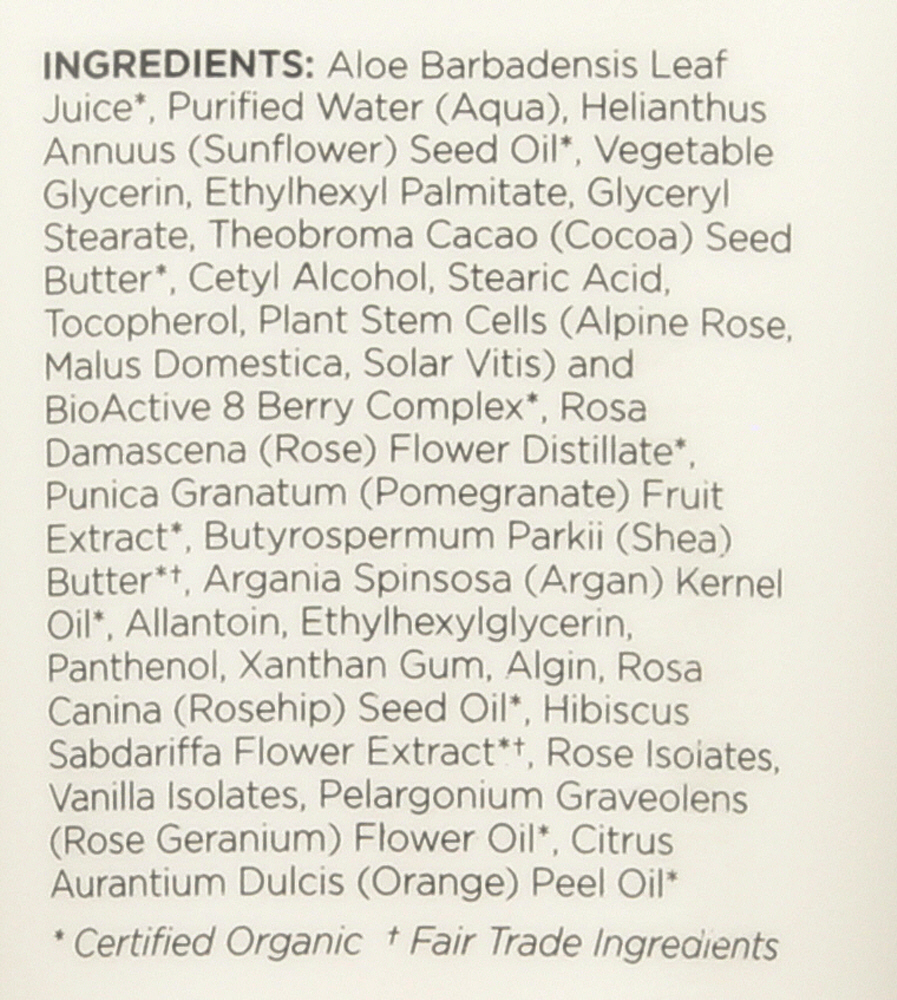 INGREDIENTS: Aloe Barbadensis Leaf
Juice*, Purified Water (Aqua), Helianthus
Annuus (Sunflower) Seed Oil*, Vegetable
Glycerin, Ethylhexyl Palmitate, Glyceryl
Stearate, Theobroma Cacao (Cocoa) Seed
Butter*, Cetyl Alcohol, Stearic Acid,
Tocopherol, Plant Stem Cells (Alpine Rose,
Malus Domestica, Solar Vitis) and
BioActive 8 Berry Complex*, Rosa
Damascena (Rose) Flower Distillate*,
Punica Granatum (Pomegranate) Fruit
Extract*, Butyrospermum Parkii (Shea)
Butter*†, Argania Spinsosa (Argan) Kernel
Oil*, Allantoin, Ethylhexylglycerin,
Panthenol, Xanthan Gum, Algin, Rosa
Canina (Rosehip) Seed Oil*, Hibiscus
Sabdariffa Flower Extract*†, Rose Isolates,
Vanilla Isolates, Pelargonium Graveolens
(Rose Geranium) Flower Oil*, Citrus
Aurantium Dulcis (Orange) Peel Oil*
* Certified Organic † Fair Trade Ingredients